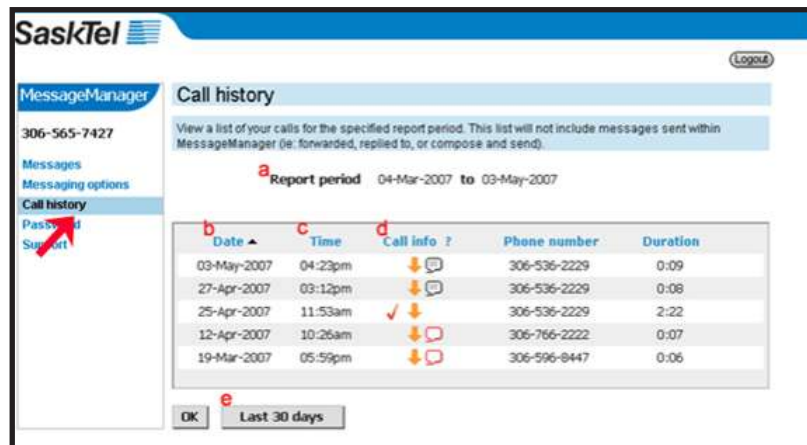 SaskTel
Logout
MessageManager
306-565-7427
Messages
Messaging options
Call history
Password
Support
Call history
View a list of your calls for the specified report period. This list will not include messages sent within
MessageManager (ie: forwarded, replied to, or compose and send).
a Report period 04-Mar-2007 to 03-May-2007
b c d
Date Time Call info ? Phone number Duration
03-May-2007 04:23pm 306-536-2229 0:09
27-Apr-2007 03:12pm 306-536-2229 0:08
25-Apr-2007 11:53am 306-536-2229 2:22
12-Apr-2007 10:26am 306-766-2222 0:07
19-Mar-2007 05:59pm 306-596-8447 0:06
e
OK Last 30 days